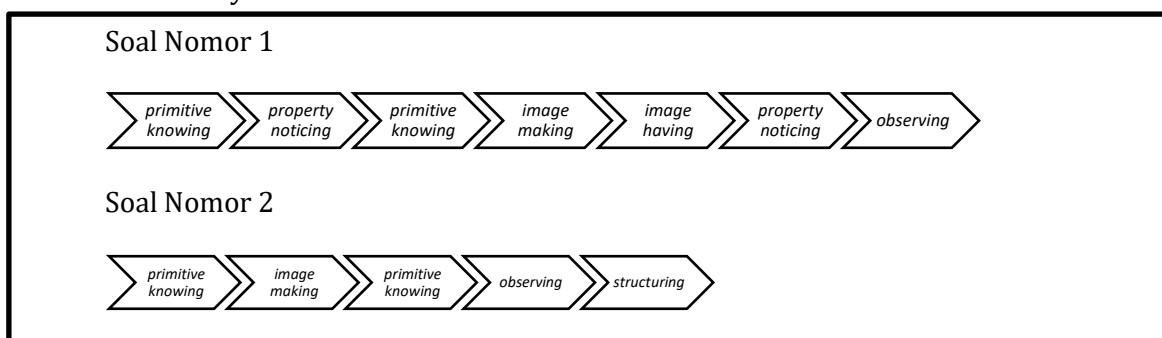 Soal Nomor 1
primitive
knowing
property
noticing
primitive
knowing
image
making
image
having
property
noticing
observing
Soal Nomor 2
primitive
knowing
image
making
primitive
knowing
observing
structuring